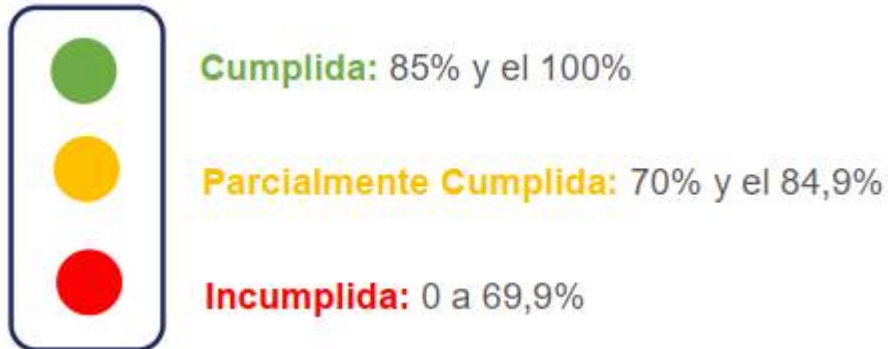 Cumplida: 85% y el 100%
Parcialmente Cumplida: 70% y el 84,9%
Incumplida: 0 a 69,9%